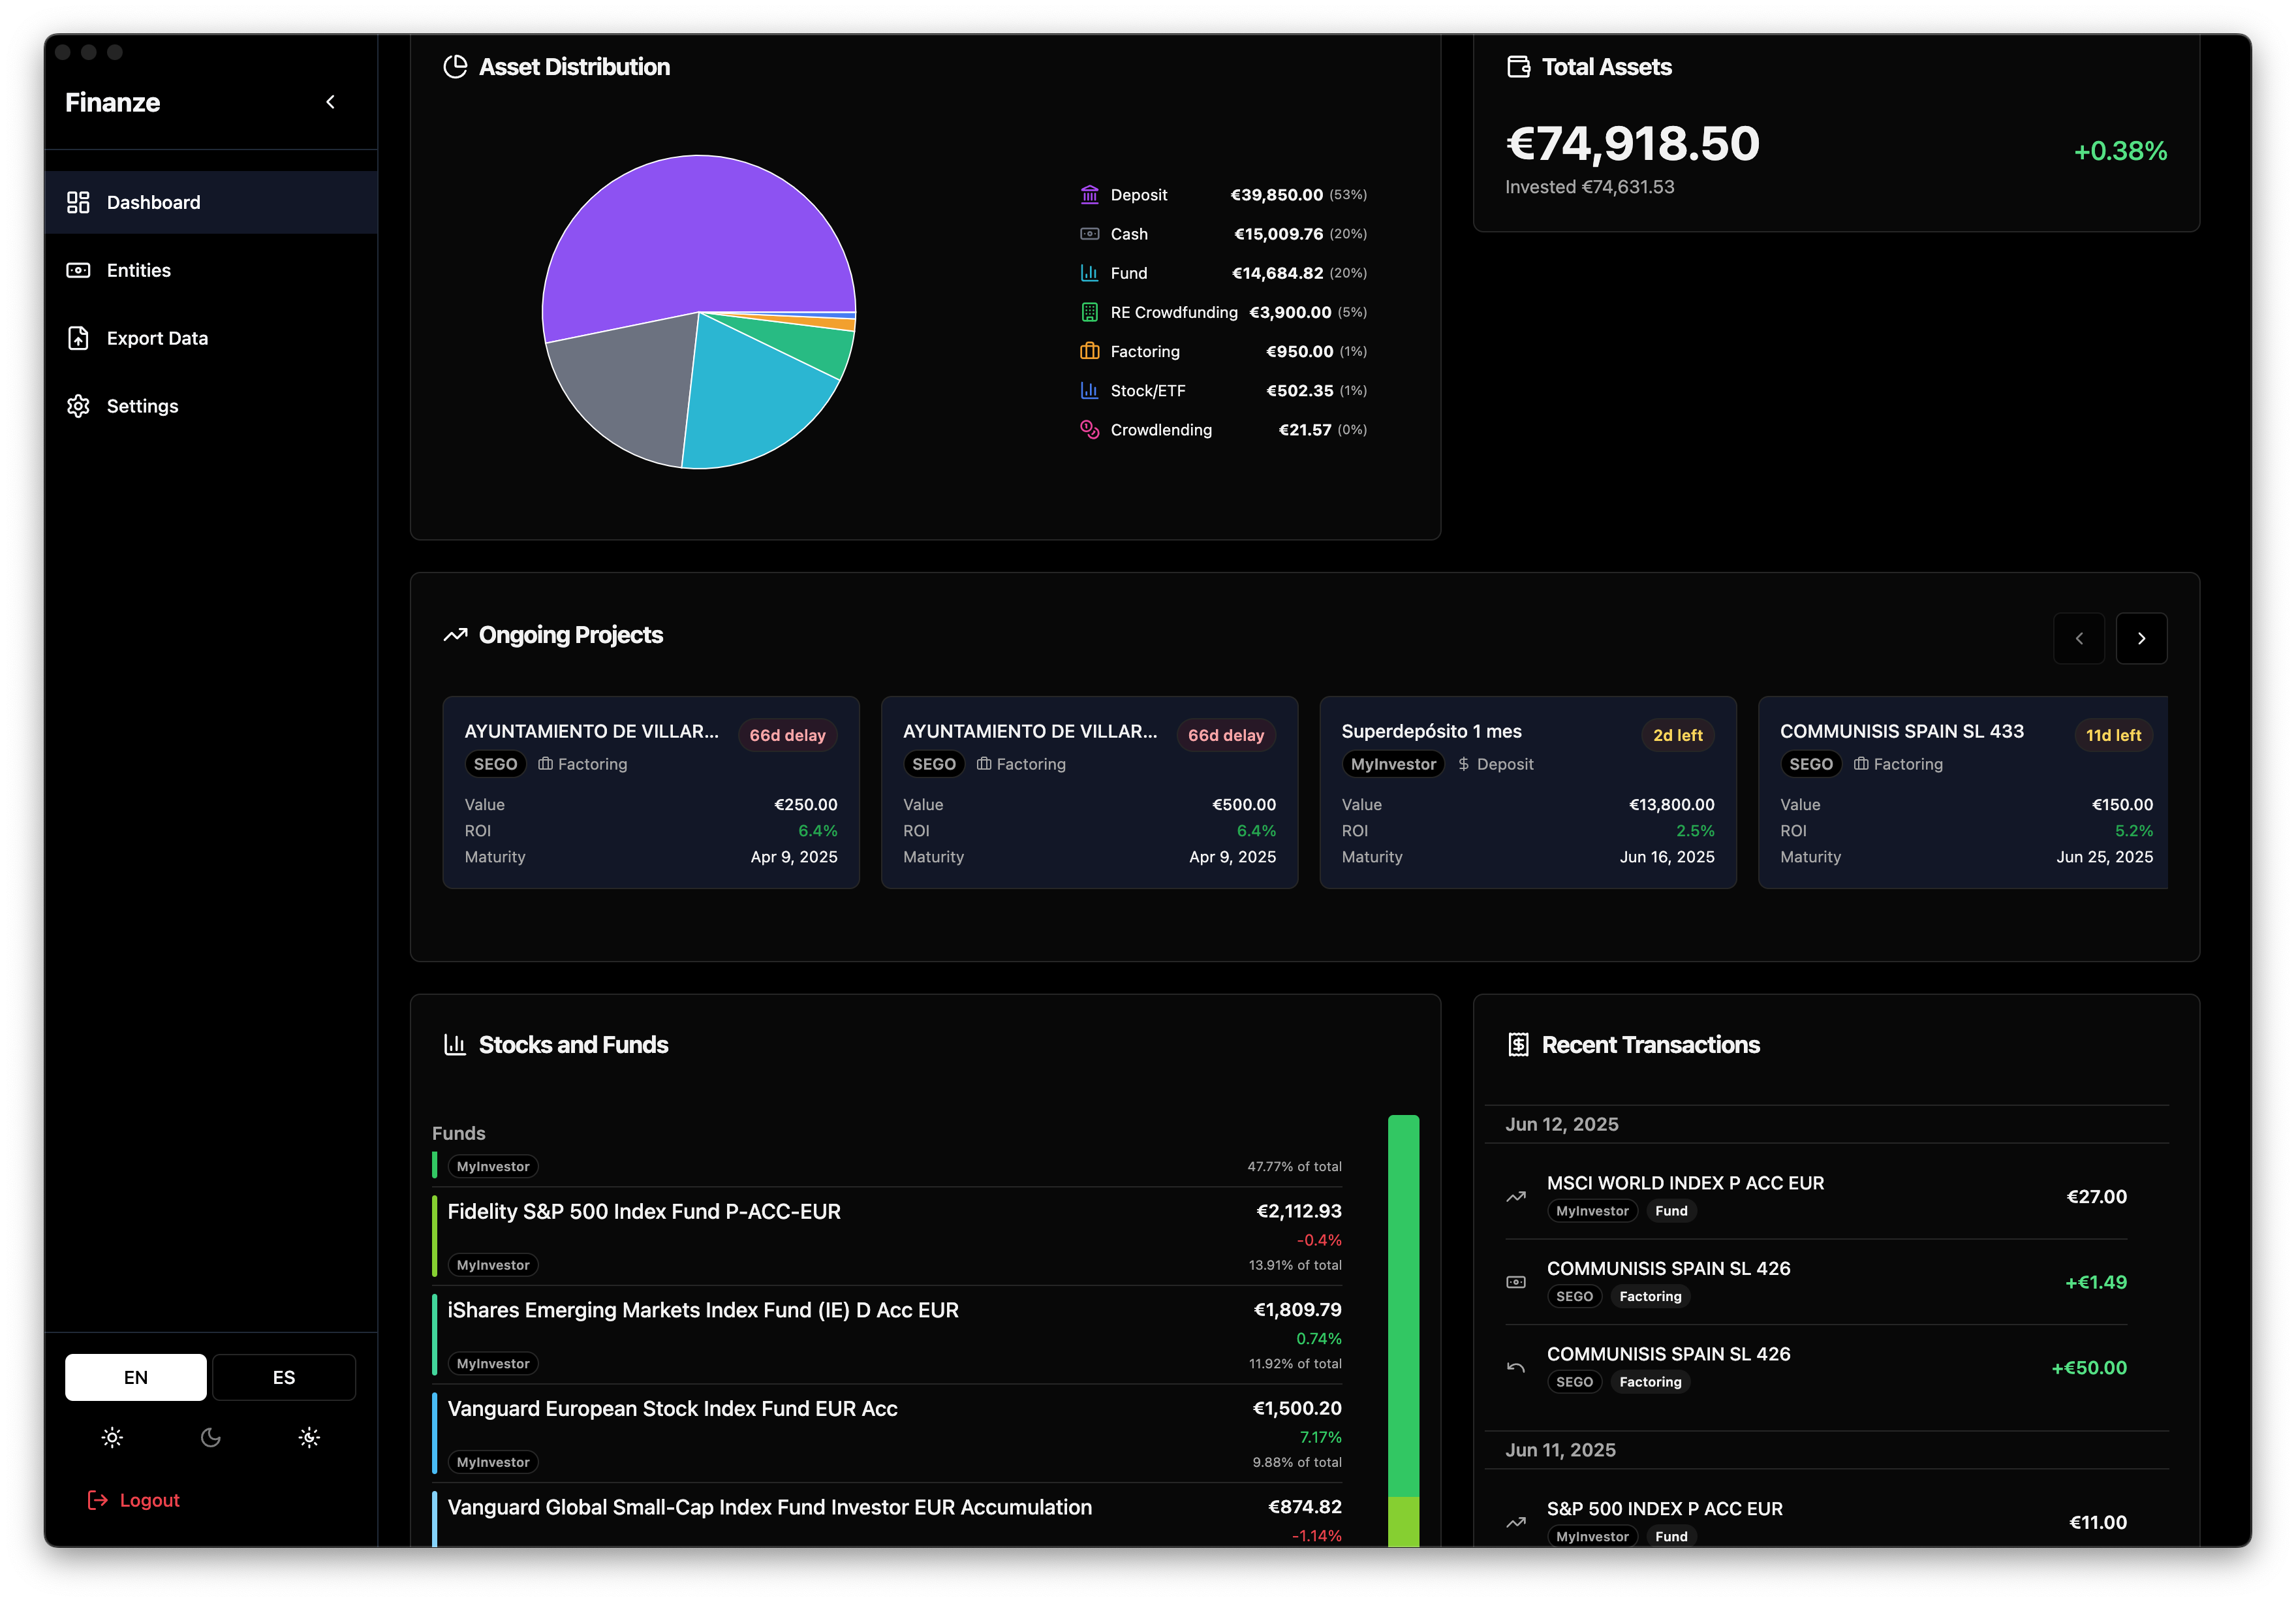 Finanze
Dashboard
Entities
Export Data
Settings
EN
ES
Logout
Asset Distribution
Deposit €39,850.00 (53%)
Cash €15,009.76 (20%)
Fund €14,684.82 (20%)
RE Crowdfunding €3,900.00 (5%)
Factoring €950.00 (1%)
Stock/ETF €502.35 (1%)
Crowdlending €21.57 (0%)
Total Assets
€74,918.50 +0.38%
Invested €74,631.53
Ongoing Projects
AYUNTAMIENTO DE VILLAR... 66d delay
SEGO Factoring
Value €250.00
ROI 6.4%
Maturity Apr 9, 2025
AYUNTAMIENTO DE VILLAR... 66d delay
SEGO Factoring
Value €500.00
ROI 6.4%
Maturity Apr 9, 2025
Superdepósito 1 mes 2d left
MyInvestor Deposit
Value €13,800.00
ROI 2.5%
Maturity Jun 16, 2025
COMMUNISIS SPAIN SL 433 11d left
SEGO Factoring
Value €150.00
ROI 5.2%
Maturity Jun 25, 2025
Stocks and Funds
Funds
MyInvestor 47.77% of total
Fidelity S&P 500 Index Fund P-ACC-EUR €2,112.93
-0.4%
MyInvestor 13.91% of total
iShares Emerging Markets Index Fund (IE) D Acc EUR €1,809.79
0.74%
MyInvestor 11.92% of total
Vanguard European Stock Index Fund EUR Acc €1,500.20
7.17%
MyInvestor 9.88% of total
Vanguard Global Small-Cap Index Fund Investor EUR Accumulation €874.82
-1.14%
Recent Transactions
Jun 12, 2025
MSCI WORLD INDEX P ACC EUR €27.00
MyInvestor Fund
COMMUNISIS SPAIN SL 426 +€1.49
SEGO Factoring
COMMUNISIS SPAIN SL 426 +€50.00
SEGO Factoring
Jun 11, 2025
S&P 500 INDEX P ACC EUR €11.00
MyInvestor Fund